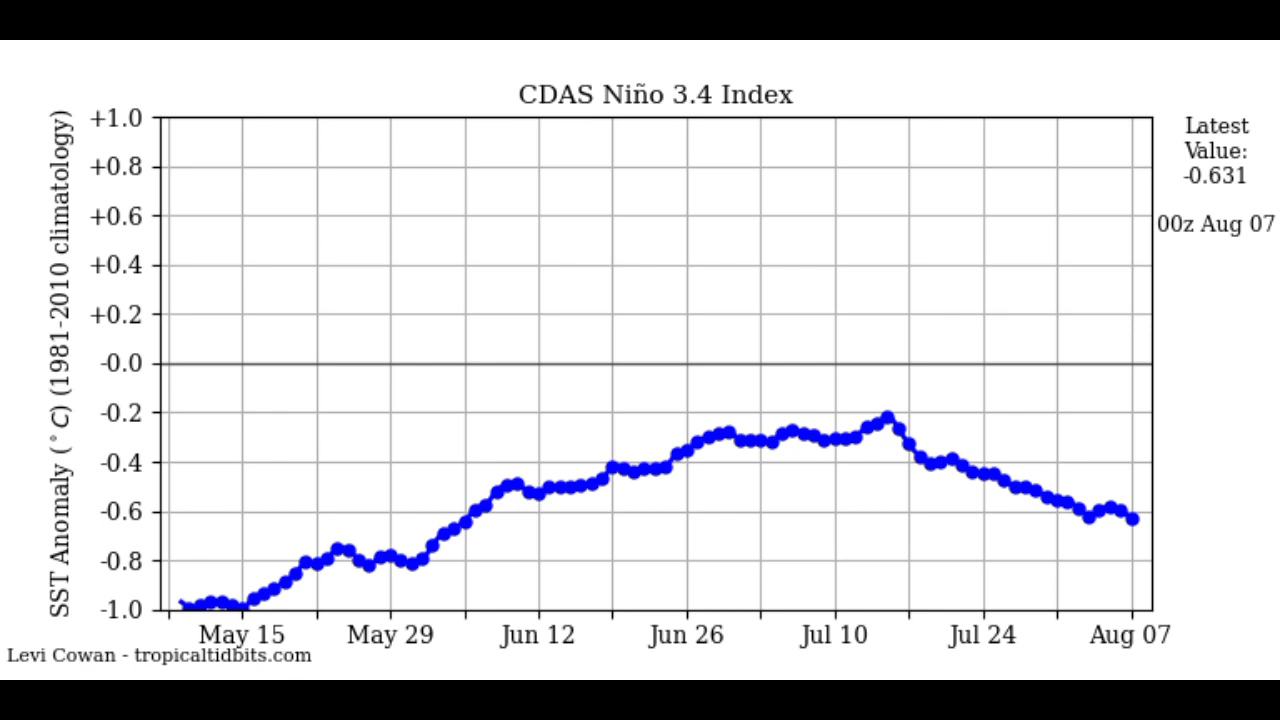 CDAS Niño 3.4 Index
SST Anomaly (°C) (1981-2010 climatology)
+1.0
+0.8
+0.6
+0.4
+0.2
-0.0
-0.2
-0.4
-0.6
-0.8
-1.0
May 15
May 29
Jun 12
Jun 26
Jul 10
Jul 24
Aug 07
Latest
Value:
-0.631
00z Aug 07
Levi Cowan - tropicaltidbits.com